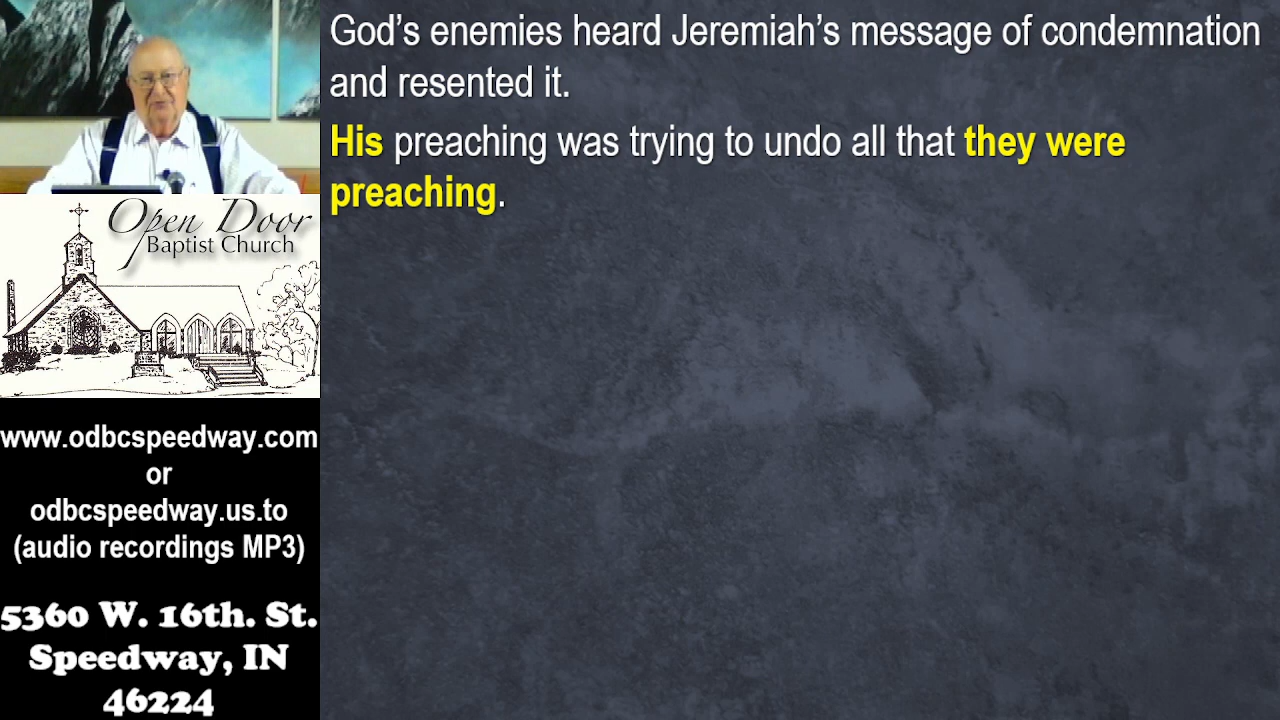 God’s enemies heard Jeremiah’s message of condemnation
and resented it.
His preaching was trying to undo all that they were
preaching.
Open Door
Baptist Church
www.odbcspeedway.com
or
odbcspeedway.us.to
(audio recordings MP3)
5360 W. 16th. St.
Speedway, IN
46224